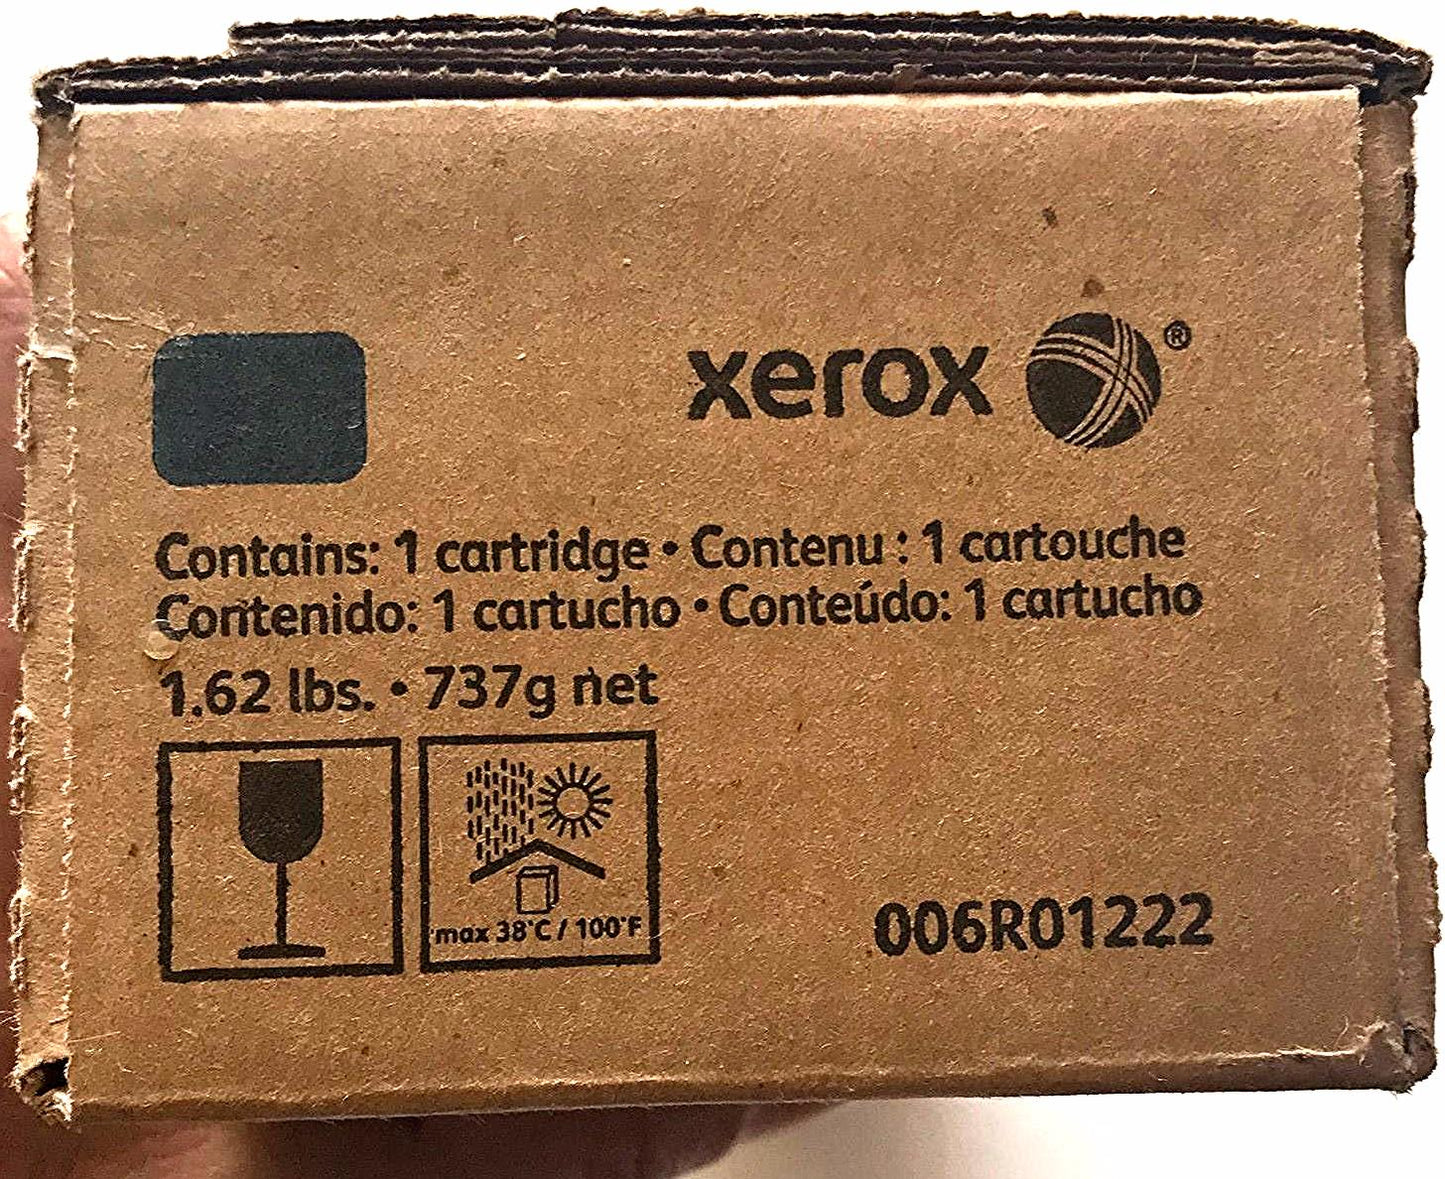 xerox ®
Contains: 1 cartridge • Contenu : 1 cartouche
Contenido: 1 cartucho • Conteúdo: 1 cartucho
1.62 lbs. • 737g net
max 38°C / 100°F
006R01222